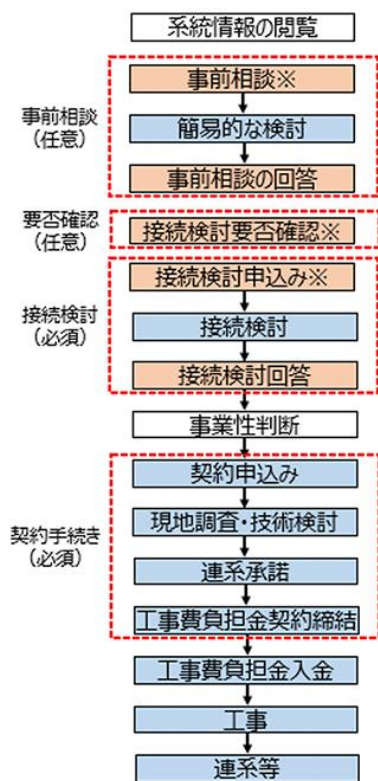 系統情報の閲覧
事前相談
(任意)
事前相談※
簡易的な検討
事前相談の回答
要否確認
(任意)
接続検討要否確認※
接続検討
(必須)
接続検討申込み※
接続検討
接続検討回答
事業性判断
契約手続き
(必須)
契約申込み
現地調査・技術検討
連系承諾
工事費負担金契約締結
工事費負担金入金
工事
連系等